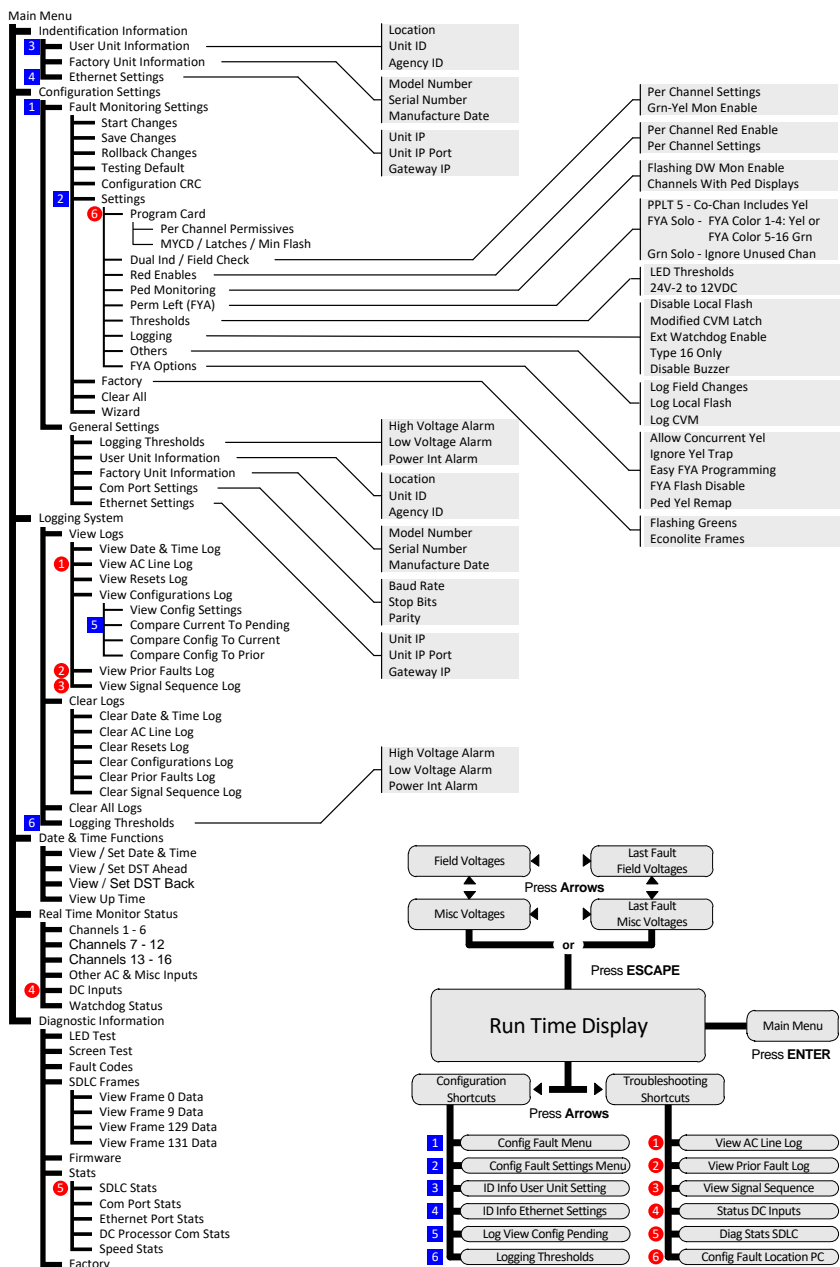 Main Menu
Indentification Information
3
User Unit Information
Factory Unit Information
4
Ethernet Settings
Configuration Settings
1
Fault Monitoring Settings
Start Changes
Save Changes
Rollback Changes
Testing Default
Configuration CRC
2
Settings
6
Program Card
Per Channel Permissives
MYCD / Latches / Min Flash
Dual Ind / Field Check
Red Enables
Ped Monitoring
Perm Left (FYA)
Thresholds
Logging
Others
FYA Options
Factory
Clear All
Wizard
General Settings
Logging Thresholds
User Unit Information
Factory Unit Information
Com Port Settings
Ethernet Settings
Logging System
View Logs
View Date & Time Log
1
View AC Line Log
View Resets Log
View Configurations Log
View Config Settings
5
Compare Current To Pending
Compare Config To Current
Compare Config To Prior
2
View Prior Faults Log
3
View Signal Sequence Log
Clear Logs
Clear Date & Time Log
Clear AC Line Log
Clear Resets Log
Clear Configurations Log
Clear Prior Faults Log
Clear Signal Sequence Log
Clear All Logs
6
Logging Thresholds
Date & Time Functions
View / Set Date & Time
View / Set DST Ahead
View / Set DST Back
View Up Time
Real Time Monitor Status
Channels 1 - 6
Channels 7 - 12
Channels 13 - 16
Other AC & Misc Inputs
4
DC Inputs
Watchdog Status
Diagnostic Information
LED Test
Screen Test
Fault Codes
SDLC Frames
View Frame 0 Data
View Frame 9 Data
View Frame 129 Data
View Frame 131 Data
Firmware
Stats
5
SDLC Stats
Com Port Stats
Ethernet Port Stats
DC Processor Com Stats
Speed Stats
Factory
Location
Unit ID
Agency ID
Model Number
Serial Number
Manufacture Date
Unit IP
Unit IP Port
Gateway IP
Per Channel Settings
Grn-Yel Mon Enable
Per Channel Red Enable
Per Channel Settings
Flashing DW Mon Enable
Channels With Ped Displays
PPLT 5 - Co-Chan Includes Yel
FYA Solo - FYA Color 1-4: Yel or
FYA Color 5-16 Grn
Grn Solo - Ignore Unused Chan
LED Thresholds
24V-2 to 12VDC
Disable Local Flash
Modified CVM Latch
Ext Watchdog Enable
Type 16 Only
Disable Buzzer
Log Field Changes
Log Local Flash
Log CVM
Allow Concurrent Yel
Ignore Yel Trap
Easy FYA Programming
FYA Flash Disable
Ped Yel Remap
Flashing Greens
Econolite Frames
High Voltage Alarm
Low Voltage Alarm
Power Int Alarm
Location
Unit ID
Agency ID
Model Number
Serial Number
Manufacture Date
Baud Rate
Stop Bits
Parity
Unit IP
Unit IP Port
Gateway IP
High Voltage Alarm
Low Voltage Alarm
Power Int Alarm
Field Voltages
Last Fault
Field Voltages
Press Arrows
Misc Voltages
Last Fault
Misc Voltages
or
Press ESCAPE
Run Time Display
Main Menu
Press ENTER
Configuration
Shortcuts
Troubleshooting
Shortcuts
Press Arrows
1
Config Fault Menu
2
Config Fault Settings Menu
3
ID Info User Unit Setting
4
ID Info Ethernet Settings
5
Log View Config Pending
6
Logging Thresholds
1
View AC Line Log
2
View Prior Fault Log
3
View Signal Sequence
4
Status DC Inputs
5
Diag Stats SDLC
6
Config Fault Location PC